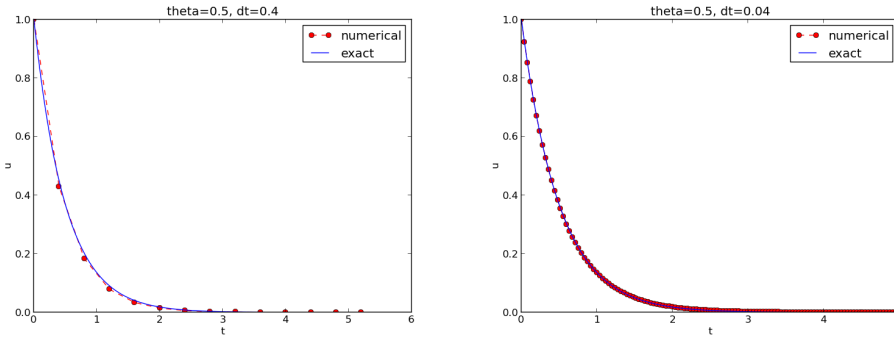 theta=0.5, dt=0.4
1.0
0.8
0.6
0.4
0.2
0.0
u
0 1 2 3 4 5 6
t
numerical
exact
theta=0.5, dt=0.04
1.0
0.8
0.6
0.4
0.2
0.0
u
0 1 2 3 4
t
numerical
exact